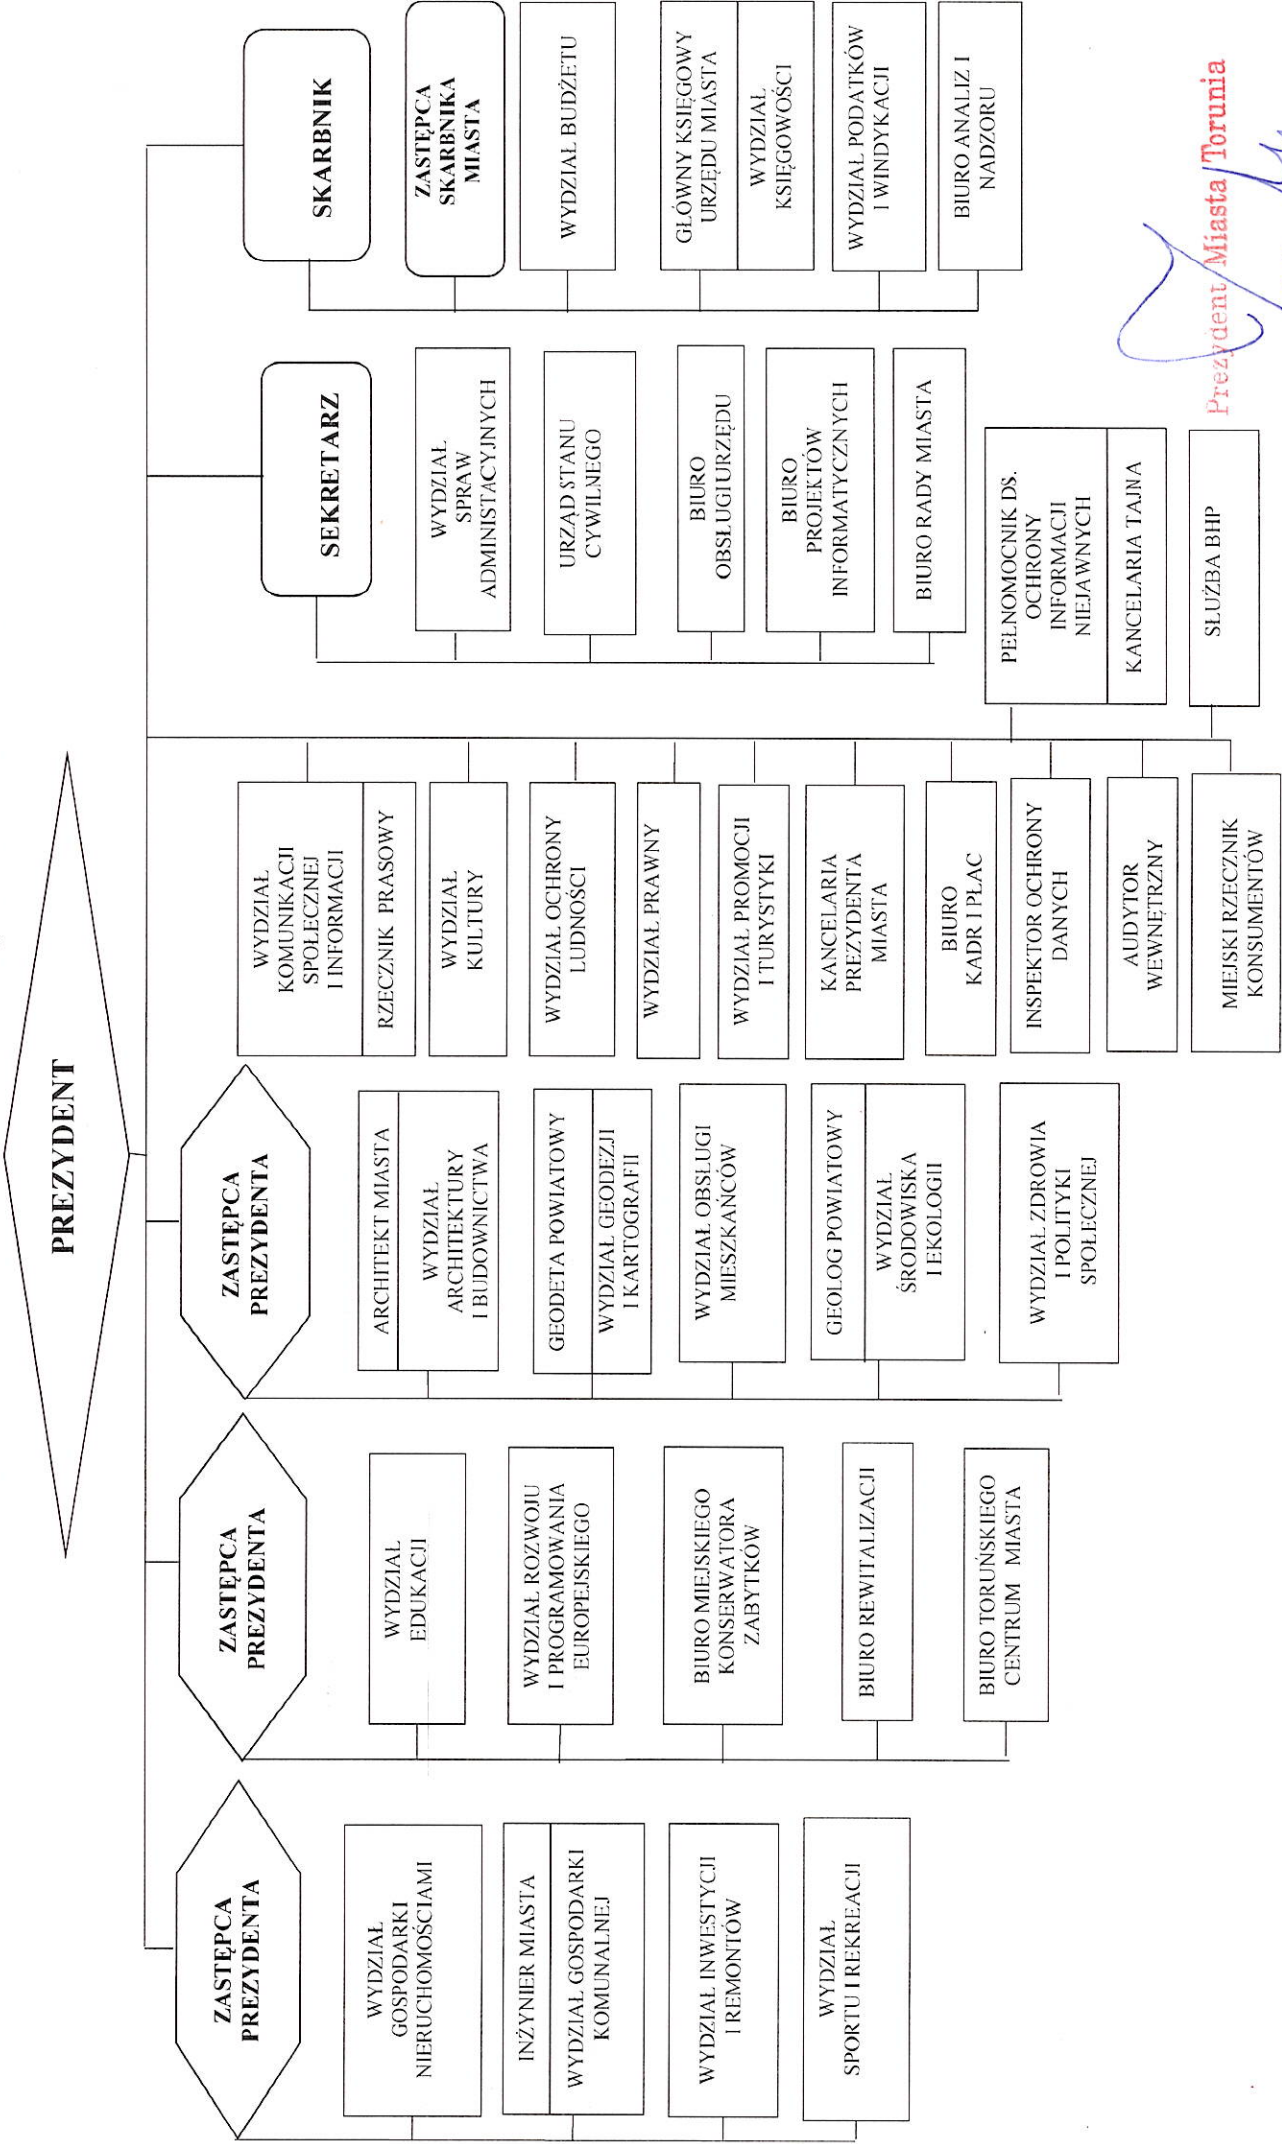 PREZYDENT
ZASTĘPCA
PREZYDENTA
WYDZIAŁ
GOSPODARKI
NIERUCHOMOŚCIAMI
INŻYNIER MIASTA
WYDZIAŁ GOSPODARKI
KOMUNALNEJ
WYDZIAŁ INWESTYCJI
I REMONTÓW
WYDZIAŁ
SPORTU I REKREACJI
ZASTĘPCA
PREZYDENTA
WYDZIAŁ
EDUKACJI
WYDZIAŁ ROZWOJU
I PROGRAMOWANIA
EUROPEJSKIEGO
BIURO MIEJSKIEGO
KONSERWATORA
ZABYTKÓW
BIURO REWITALIZACJI
BIURO TORUŃSKIEGO
CENTRUM MIASTA
ZASTĘPCA
PREZYDENTA
ARCHITEKT MIASTA
WYDZIAŁ
ARCHITEKTURY
I BUDOWNICTWA
GEODETA POWIATOWY
WYDZIAŁ GEODEZJI
I KARTOGRAFII
WYDZIAŁ OBSŁUGI
MIESZKAŃCÓW
GEOLOG POWIATOWY
WYDZIAŁ
ŚRODOWISKA
I EKOLOGII
WYDZIAŁ ZDROWIA
I POLITYKI
SPOŁECZNEJ
WYDZIAŁ
KOMUNIKACJI
SPOŁECZNEJ
I INFORMACJI
RZECZNIK PRASOWY
WYDZIAŁ
KULTURY
WYDZIAŁ OCHRONY
LUDNOŚCI
WYDZIAŁ PRAWNY
WYDZIAŁ PROMOCJI
I TURYSTYKI
KANCELARIA
PREZYDENTA
MIASTA
BIURO
KADR I PŁAC
INSPEKTOR OCHRONY
DANYCH
AUDYTOR
WEWNĘTRZNY
MIEJSKI RZECZNIK
KONSUMENTÓW
PEŁNOMOCNIK DS.
OCHRONY
INFORMACJI
NIEJAWNYCH
KANCELARIA TAJNA
SŁUŻBA BHP
SEKRETARZ
WYDZIAŁ
SPRAW
ADMINISTACYJNYCH
URZĄD STANU
CYWILNEGO
BIURO
OBSŁUGI URZĘDU
BIURO
PROJEKTÓW
INFORMATYCZNYCH
BIURO RADY MIASTA
SKARBNIK
ZASTĘPCA
SKARBNIKA
MIASTA
WYDZIAŁ BUDŻETU
GŁÓWNY KSIĘGOWY
URZĘDU MIASTA
WYDZIAŁ
KSIĘGOWOŚCI
WYDZIAŁ PODATKÓW
I WINDYKACJI
BIURO ANALIZ I
NADZORU
Prezydent Miasta Torunia